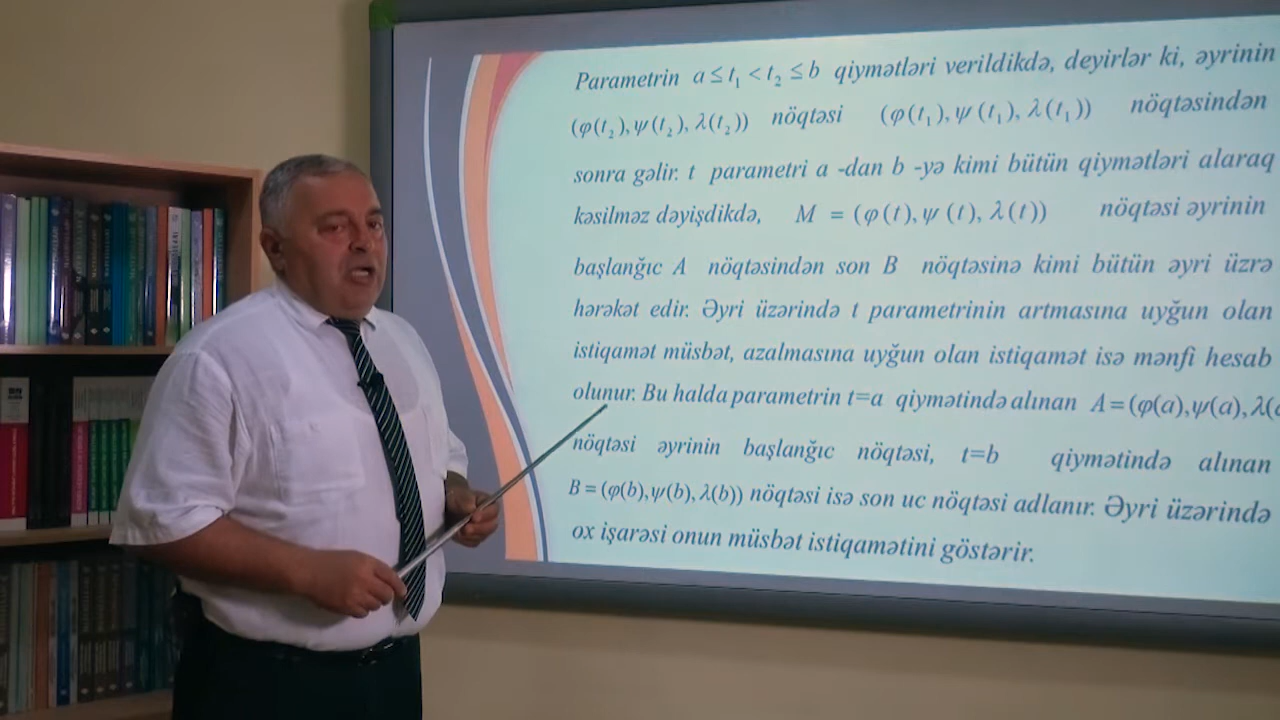 Parametrin a ≤ t₁ < t₂ ≤ b qiymətləri verildikdə, deyirlər ki, əyrinin
(φ(t₂), ψ(t₂), λ(t₂)) nöqtəsi (φ(t₁), ψ(t₁), λ(t₁)) nöqtəsindən
sonra gəlir. t parametri a -dan b -yə kimi bütün qiymətləri alaraq
kəsilməz dəyişdikdə, M = (φ(t), ψ(t), λ(t)) nöqtəsi əyrinin
başlanğıc A nöqtəsindən son B nöqtəsinə kimi bütün əyri üzrə
hərəkət edir. Əyri üzərində t parametrinin artmasına uyğun olan
istiqamət müsbət, azalmasına uyğun olan istiqamət isə mənfi hesab
olunur. Bu halda parametrin t=a qiymətində alınan A = (φ(a),ψ(a),λ(
nöqtəsi əyrinin başlanğıc nöqtəsi, t=b qiymətində alınan
B = (φ(b),ψ(b),λ(b)) nöqtəsi isə son uc nöqtəsi adlanır. Əyri üzərində
ox işarəsi onun müsbət istiqamətini göstərir.